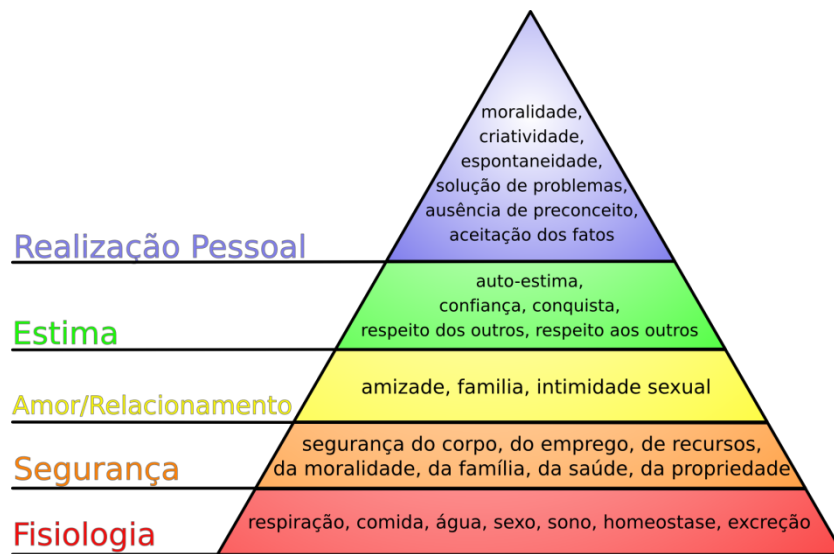 moralidade,
criatividade,
espontaneidade,
solução de problemas,
ausência de preconceito,
aceitação dos fatos
Realização Pessoal
auto-estima,
confiança, conquista,
respeito dos outros, respeito aos outros
Estima
amizade, familia, intimidade sexual
Amor/Relacionamento
segurança do corpo, do emprego, de recursos,
da moralidade, da família, da saúde, da propriedade
Segurança
respiração, comida, água, sexo, sono, homeostase, excreção
Fisiologia